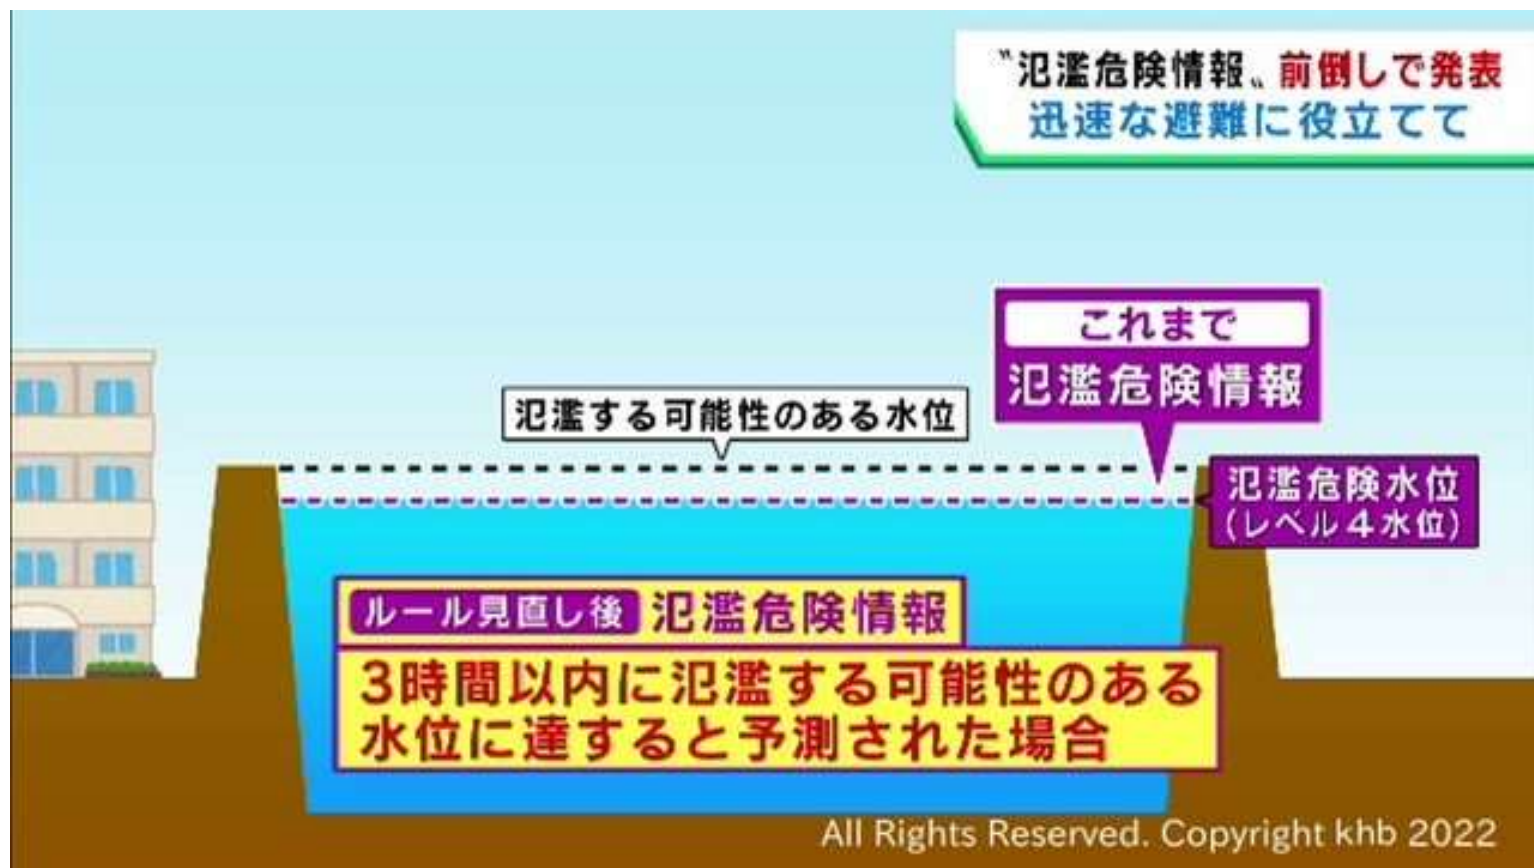 〝氾濫危険情報〟前倒しで発表
迅速な避難に役立てて
これまで
氾濫危険情報
氾濫する可能性のある水位
氾濫危険水位
(レベル4水位)
ルール見直し後 氾濫危険情報
3時間以内に氾濫する可能性のある
水位に達すると予測された場合
All Rights Reserved. Copyright khb 2022